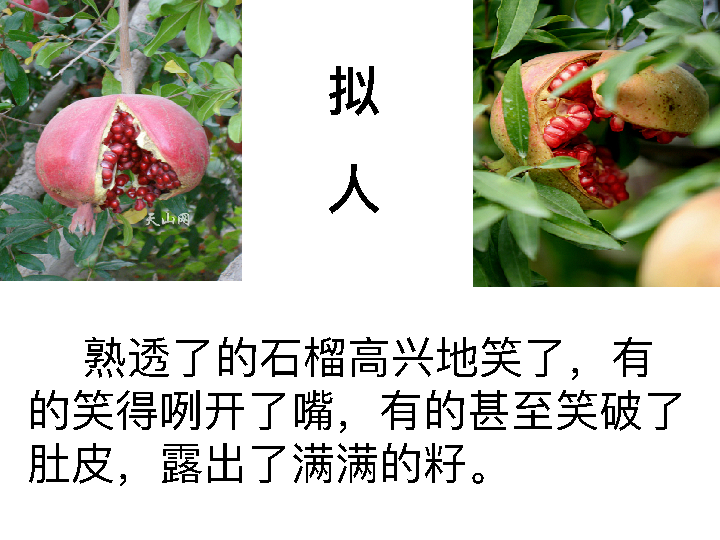 拟
人
天山网
熟透了的石榴高兴地笑了，有
的笑得咧开了嘴，有的甚至笑破了
肚皮，露出了满满的籽。